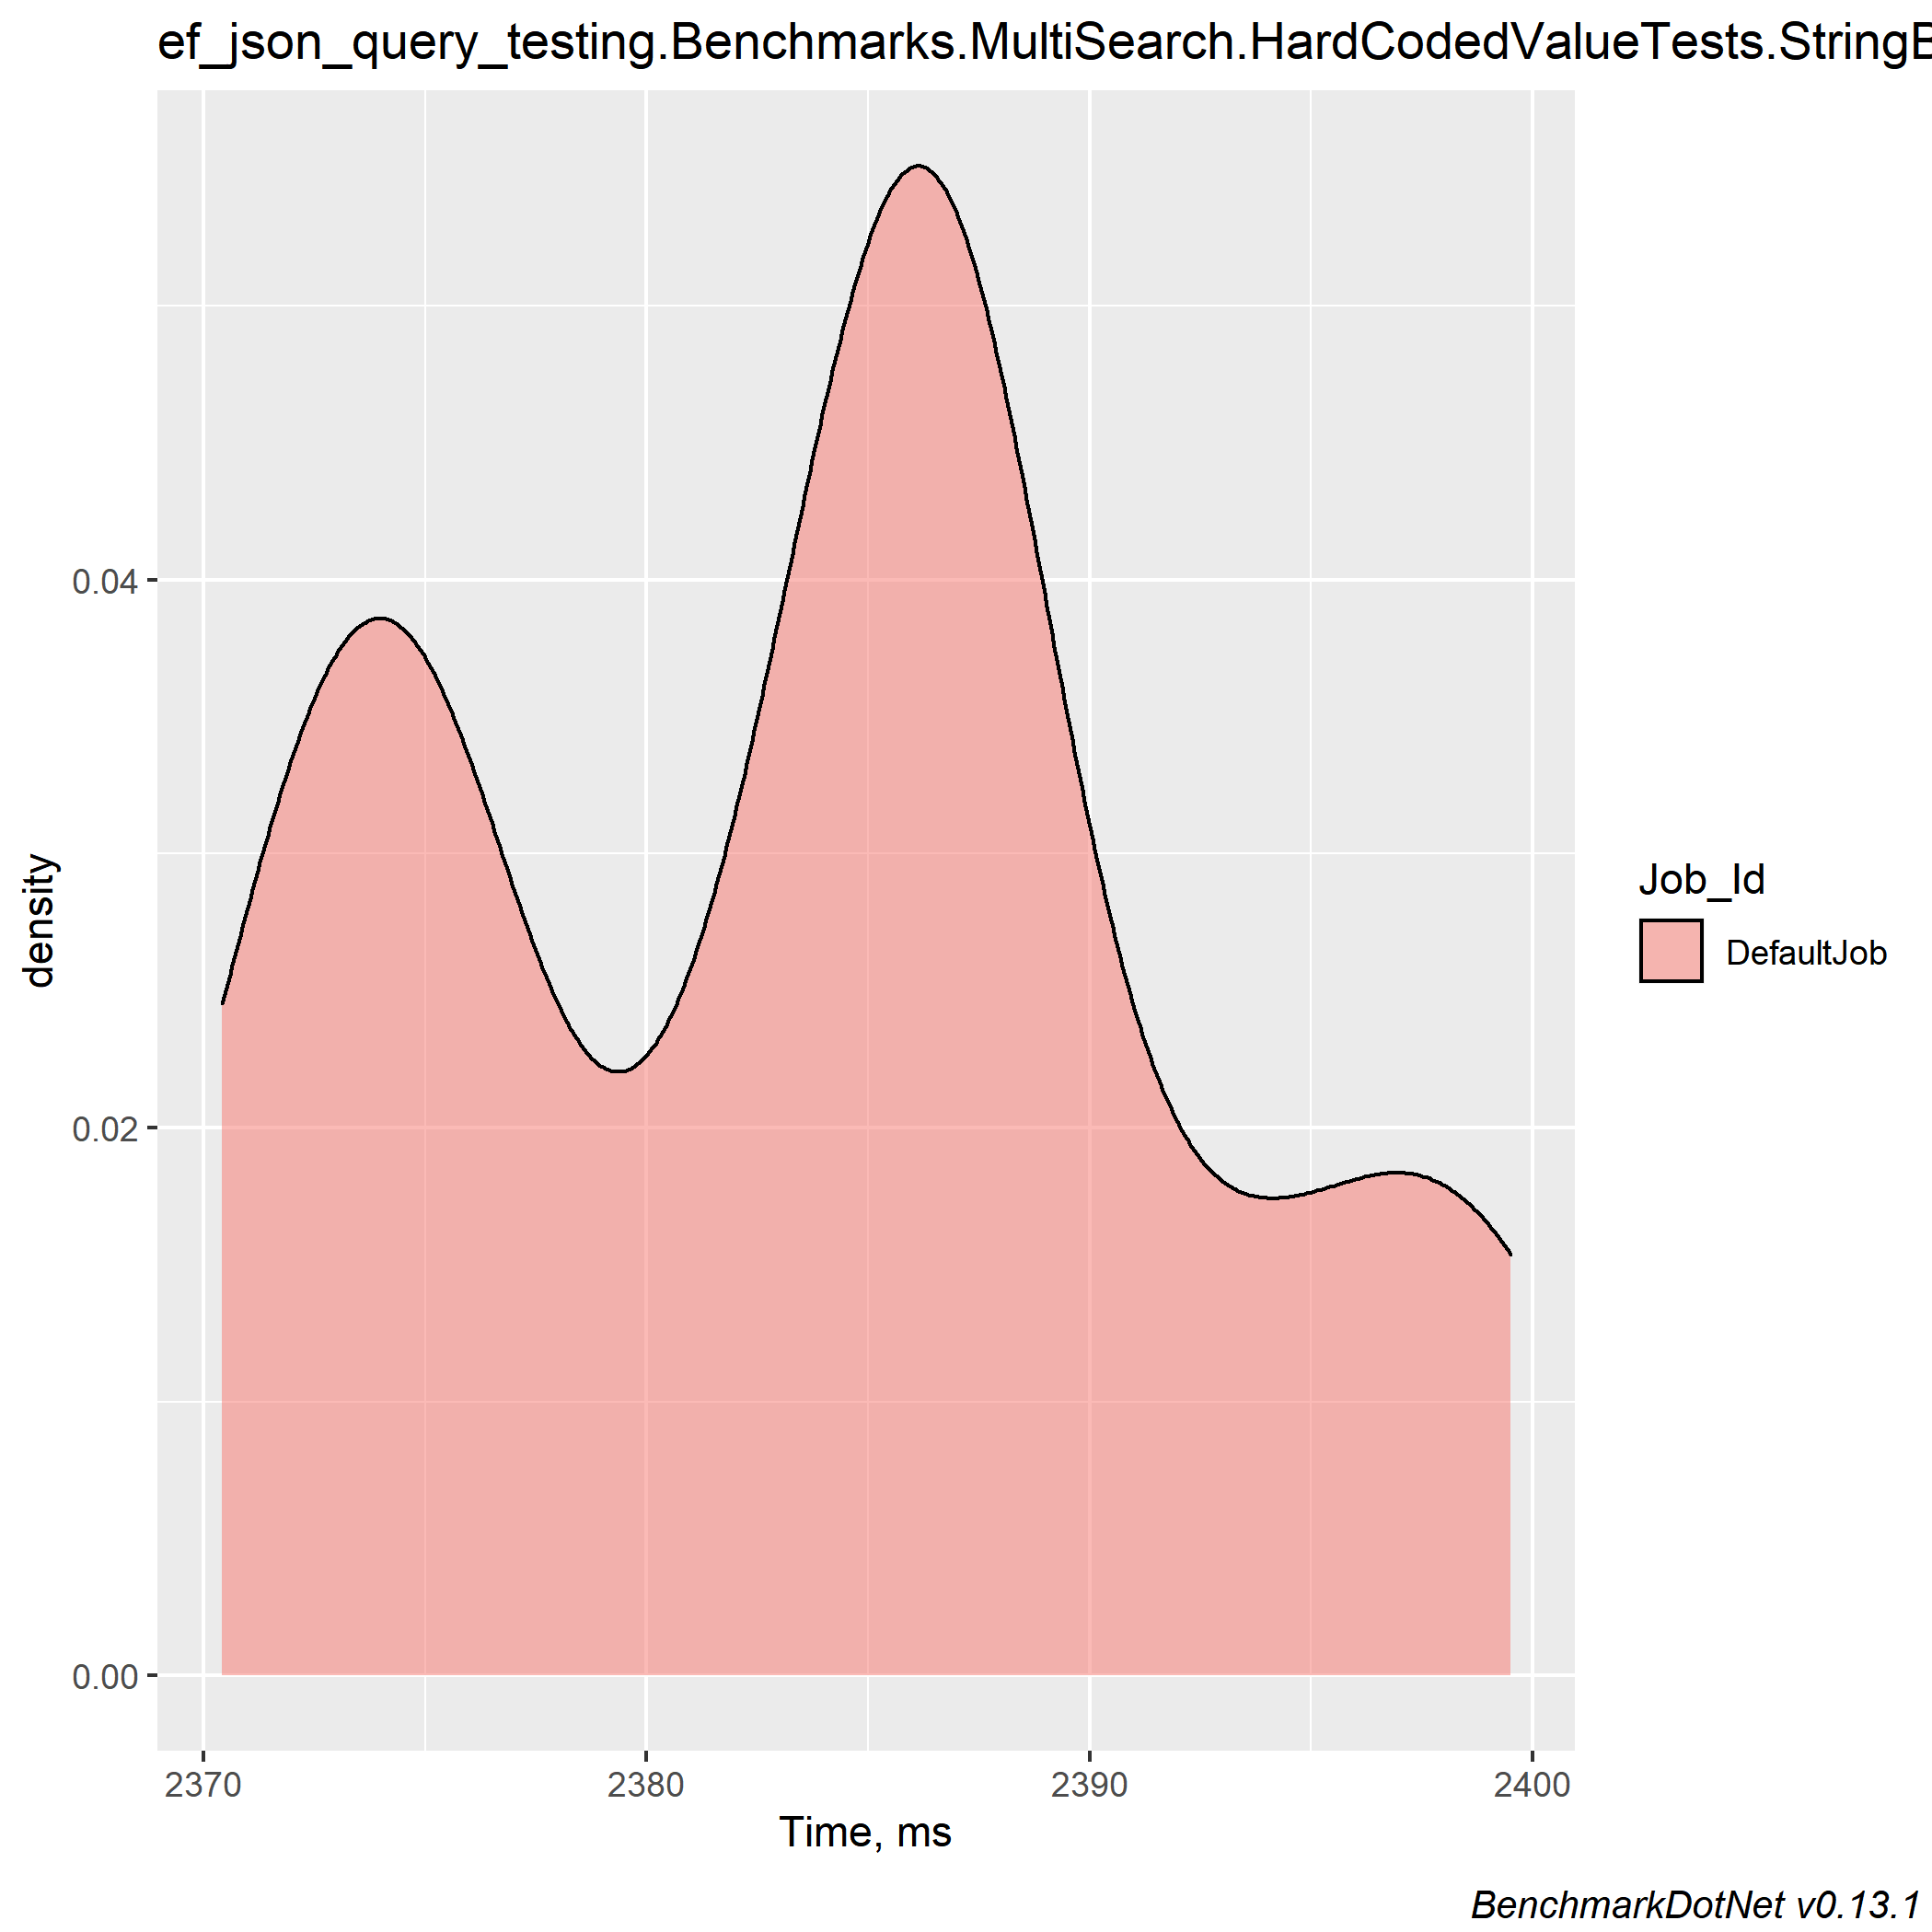 ef_json_query_testing.Benchmarks.MultiSearch.HardCodedValueTests.StringB
0.04
0.02
0.00
density
2370 2380 2390 2400
Time, ms
Job_Id
DefaultJob
BenchmarkDotNet v0.13.1